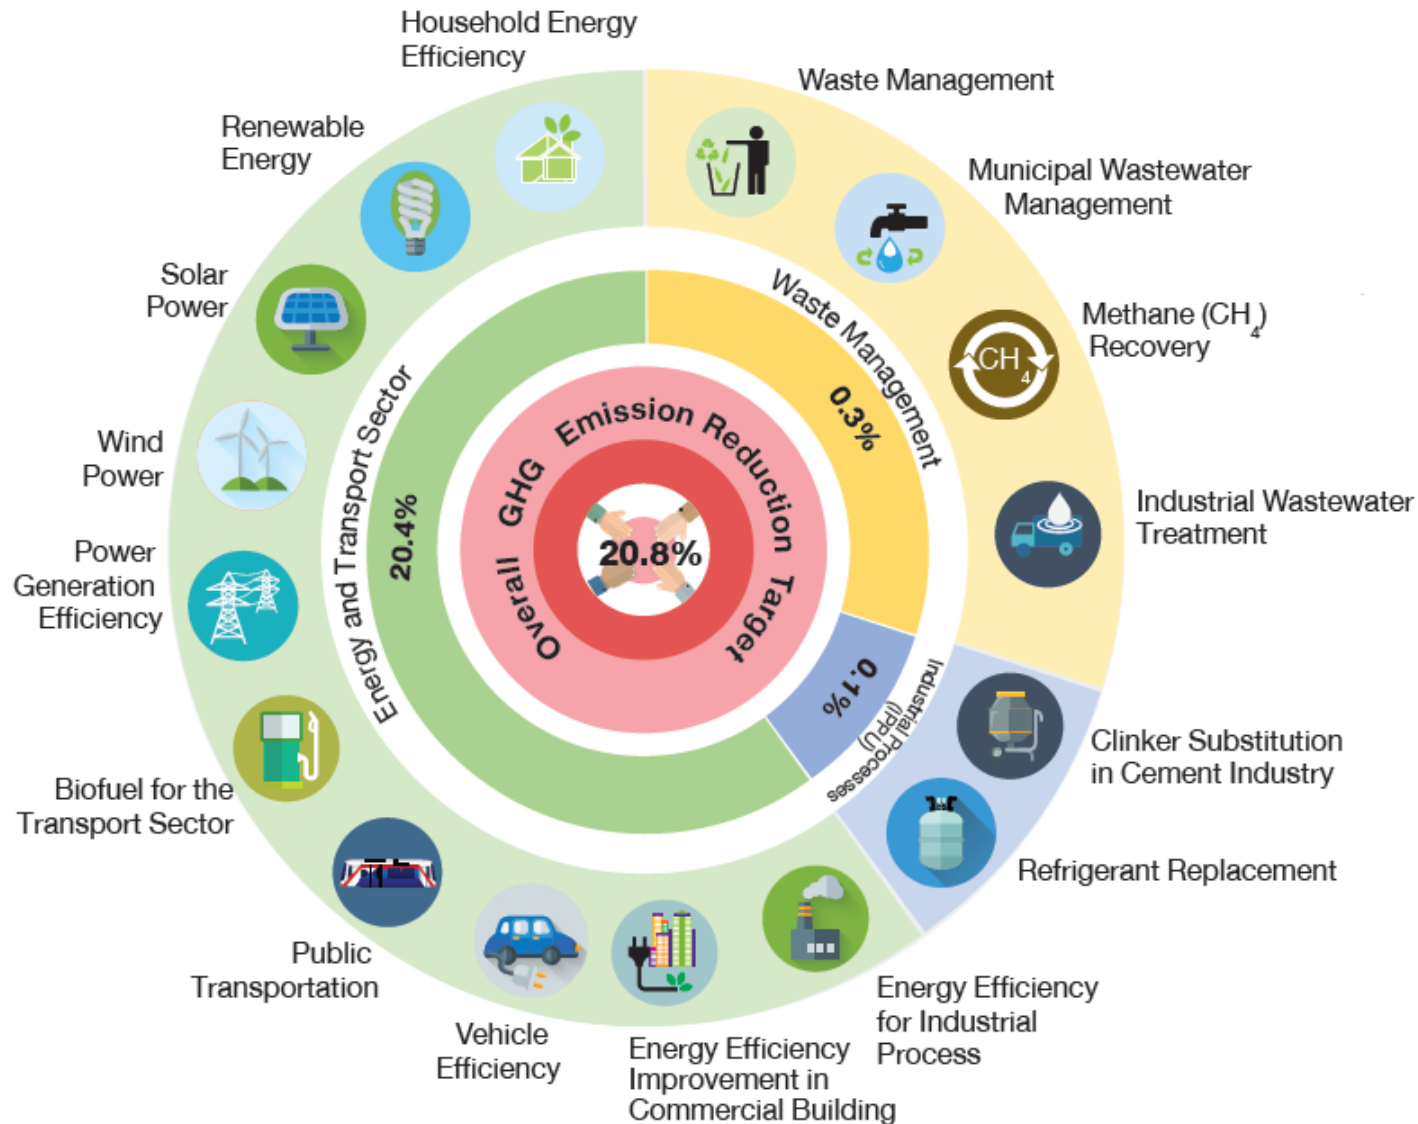 Household Energy
Efficiency
Waste Management
Renewable
Energy
Municipal Wastewater
Management
Solar
Power
Methane (CH4)
Recovery
CH4
Wind
Power
Industrial Wastewater
Treatment
Power
Generation
Efficiency
Clinker Substitution
in Cement Industry
Biofuel for the
Transport Sector
Refrigerant Replacement
Public
Transportation
Vehicle
Efficiency
Energy Efficiency
Improvement in
Commercial Building
Energy Efficiency
for Industrial
Process
Energy and Transport Sector
20.4%
Waste Management
0.3%
Industrial Processes
(IPPU)
0.1%
Overall GHG Emission Reduction Target
20.8%